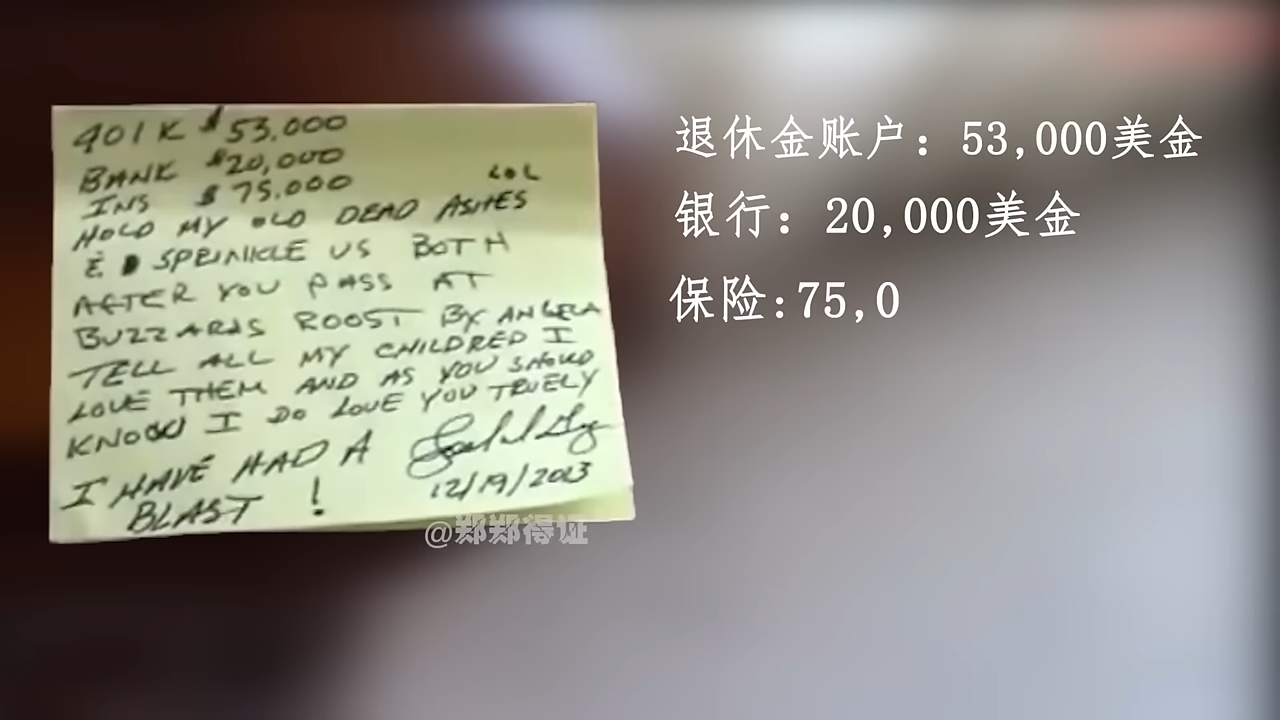 401K $53.000
BANK $20,000
INS $75.000
LOL
HOLD MY OLD DEAD ASHES
& SPRINKLE US BOTH
AFTER YOU PASS AT
BUZZARDS ROOST BY ANGELA
TELL ALL MY CHILDRED I
LOVE THEM AND AS YOU SHOULD
KNOW I DO LOVE YOU TRUELY
I HAVE HAD A
BLAST !
12/19/2013
@郑郑得证
退休金账户：53,000美金
银行：20,000美金
保险:75,0